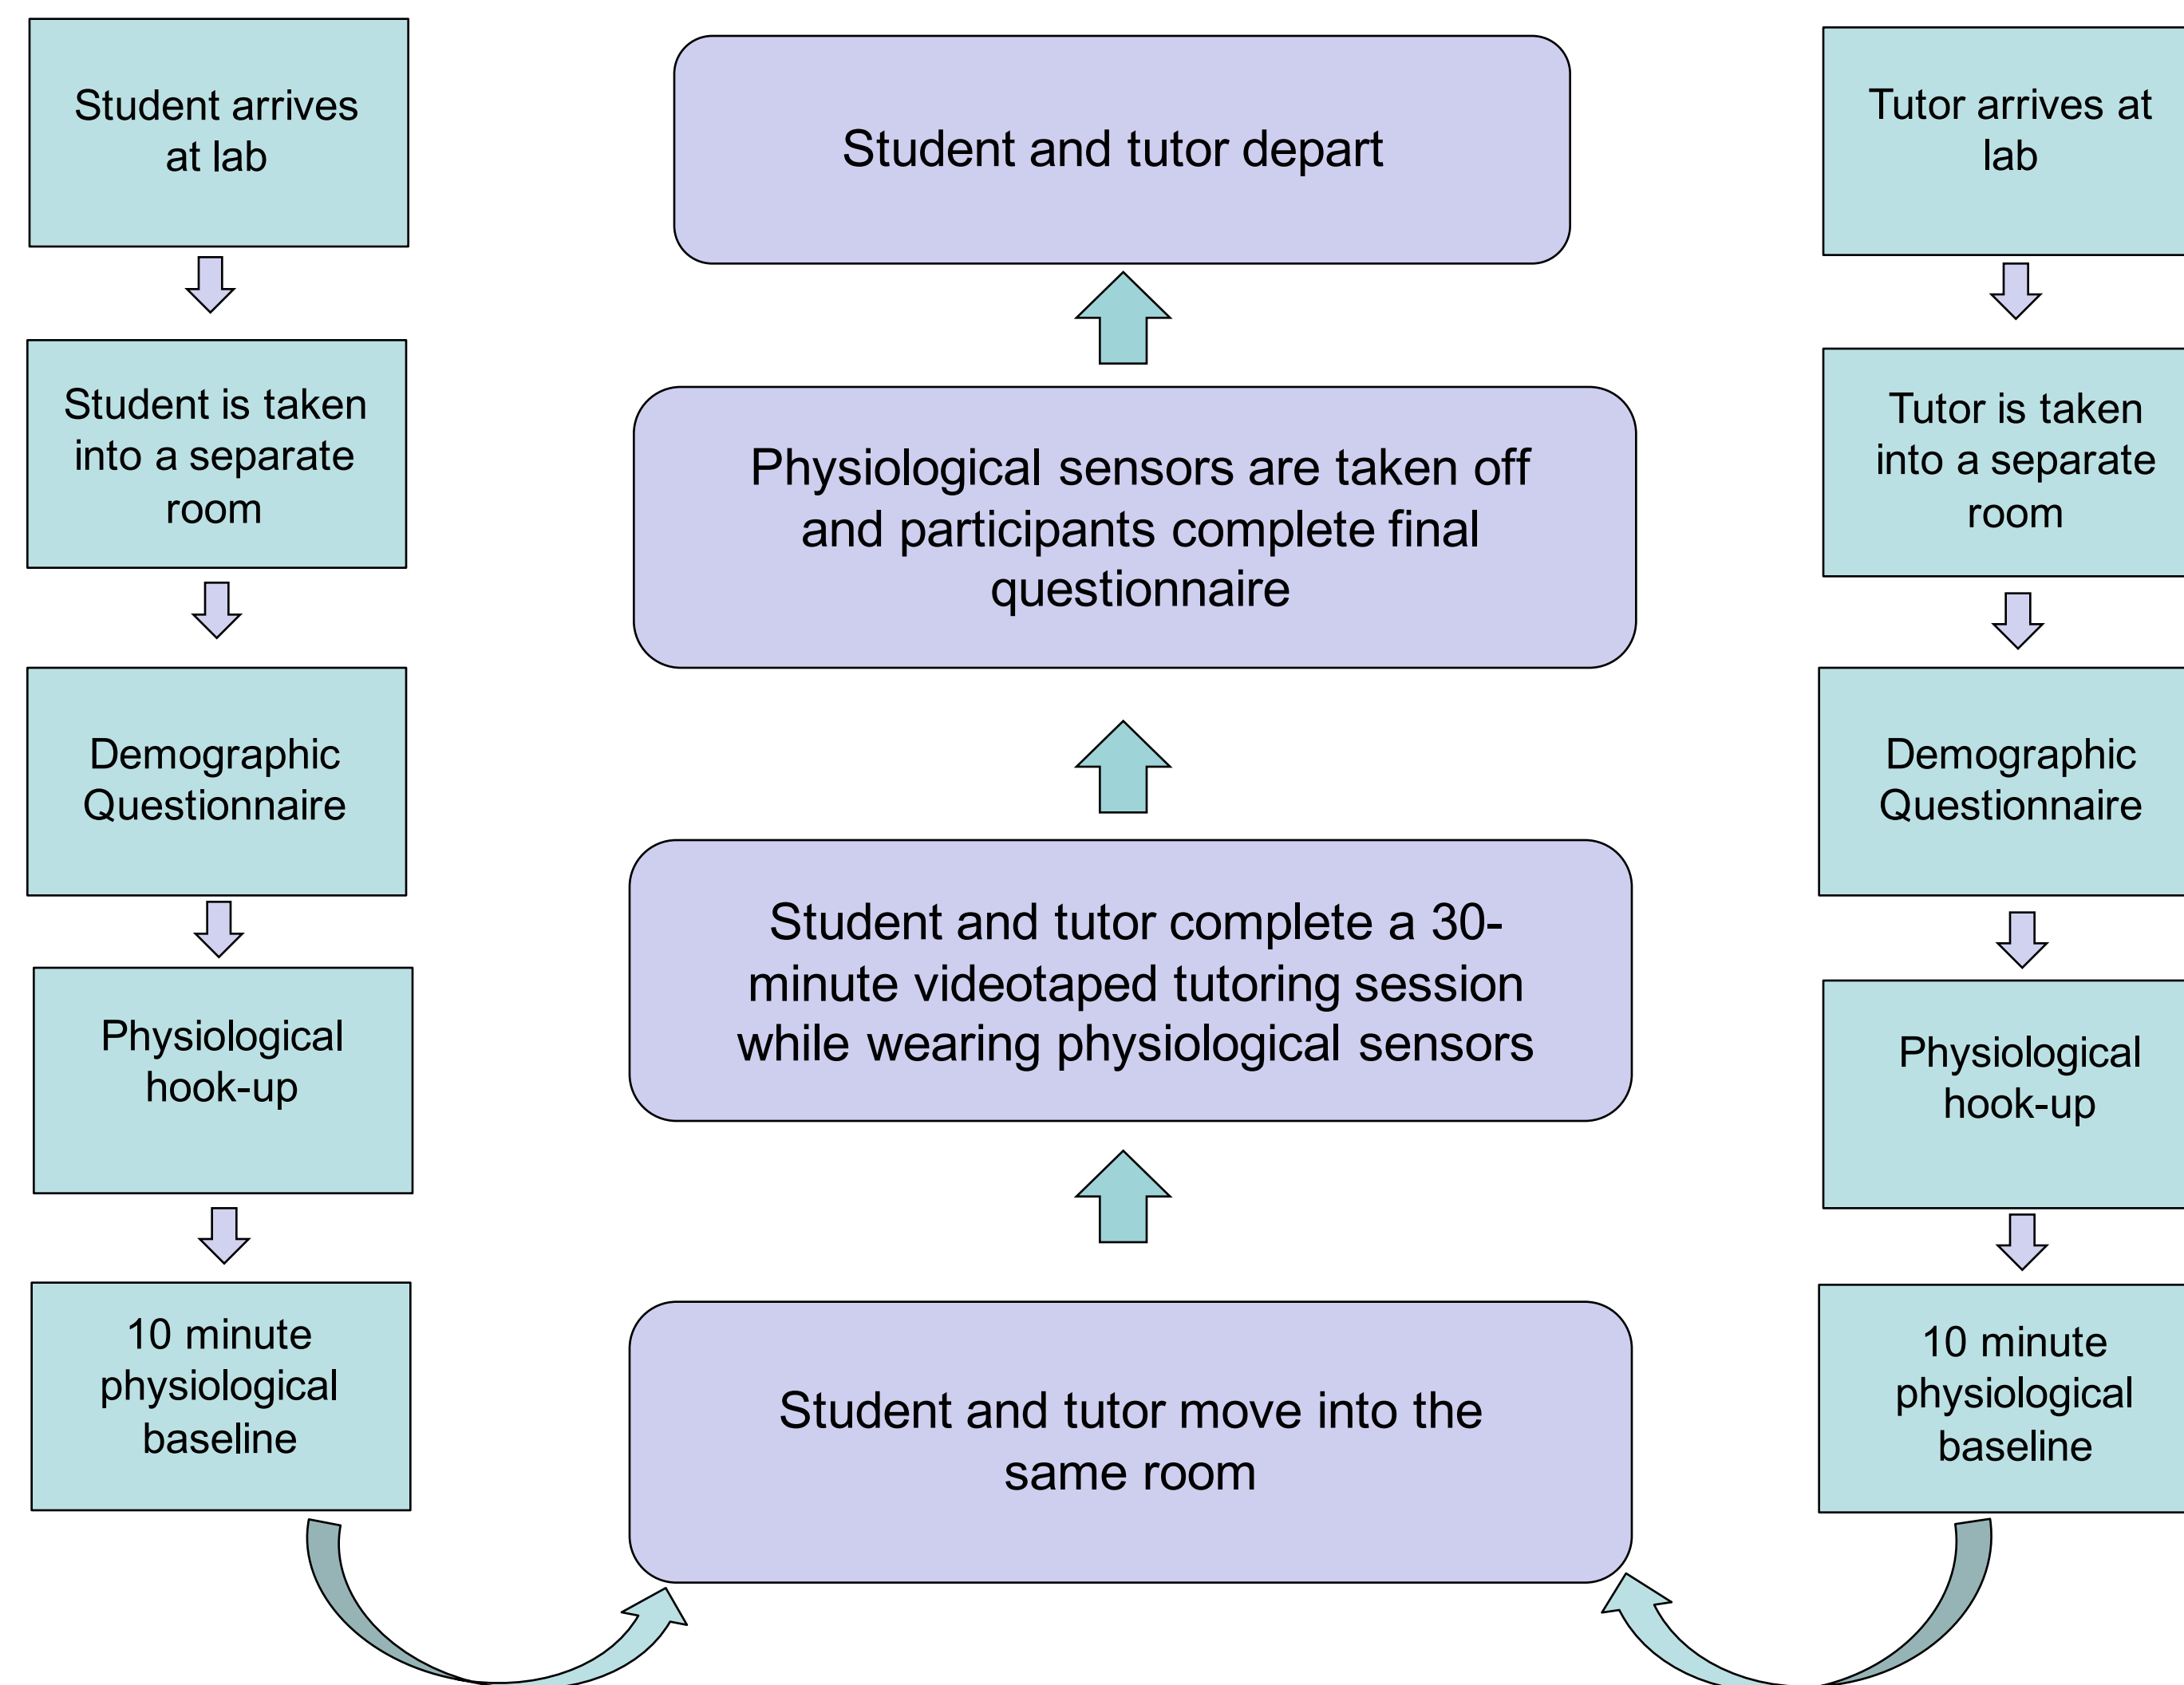 Student arrives
at lab
Student is taken
into a separate
room
Demographic
Questionnaire
Physiological
hook-up
10 minute
physiological
baseline
Student and tutor depart
Physiological sensors are taken off
and participants complete final
questionnaire
Student and tutor complete a 30-
minute videotaped tutoring session
while wearing physiological sensors
Student and tutor move into the
same room
Tutor arrives at
lab
Tutor is taken
into a separate
room
Demographic
Questionnaire
Physiological
hook-up
10 minute
physiological
baseline